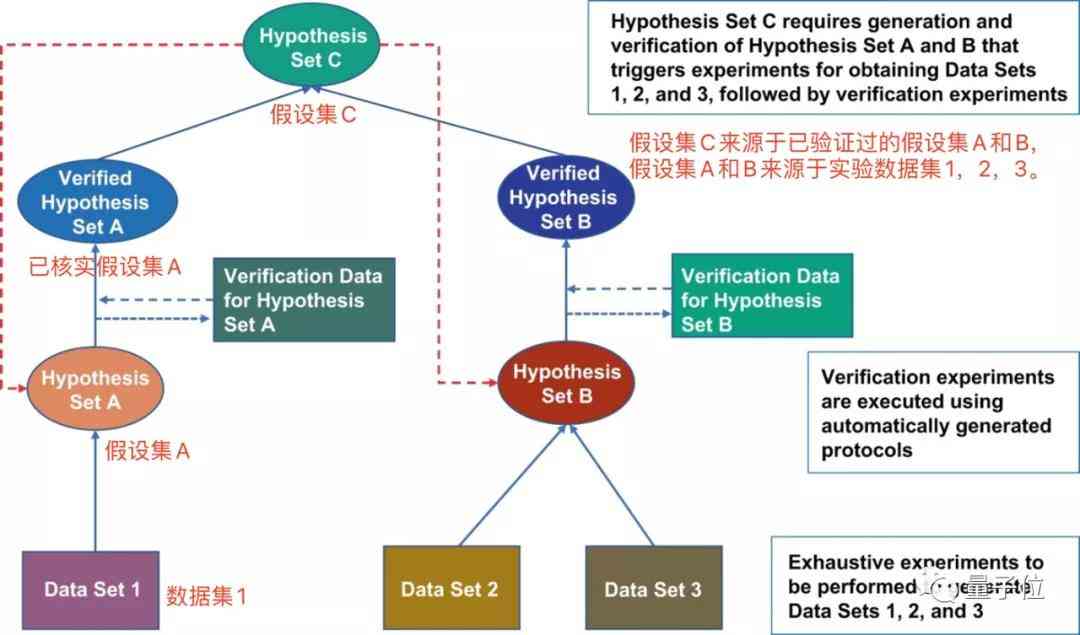 Hypothesis
Set C
Hypothesis Set C requires generation and
verification of Hypothesis Set A and B that
triggers experiments for obtaining Data Sets
1, 2, and 3, followed by verification experiments
假设集C
假设集C来源于已验证过的假设集A和B，
假设集A和B来源于实验数据集1，2，3。
Verified
Hypothesis
Set A
Verified
Hypothesis
Set B
已核实假设集A
Verification Data
for Hypothesis
Set A
Verification Data
for Hypothesis
Set B
Hypothesis
Set A
Hypothesis
Set B
Verification experiments
are executed using
automatically generated
protocols
假设集A
Data Set 1
数据集1
Data Set 2
Data Set 3
Exhaustive experiments to
be performed to generate
Data Sets 1, 2, and 3
量子位